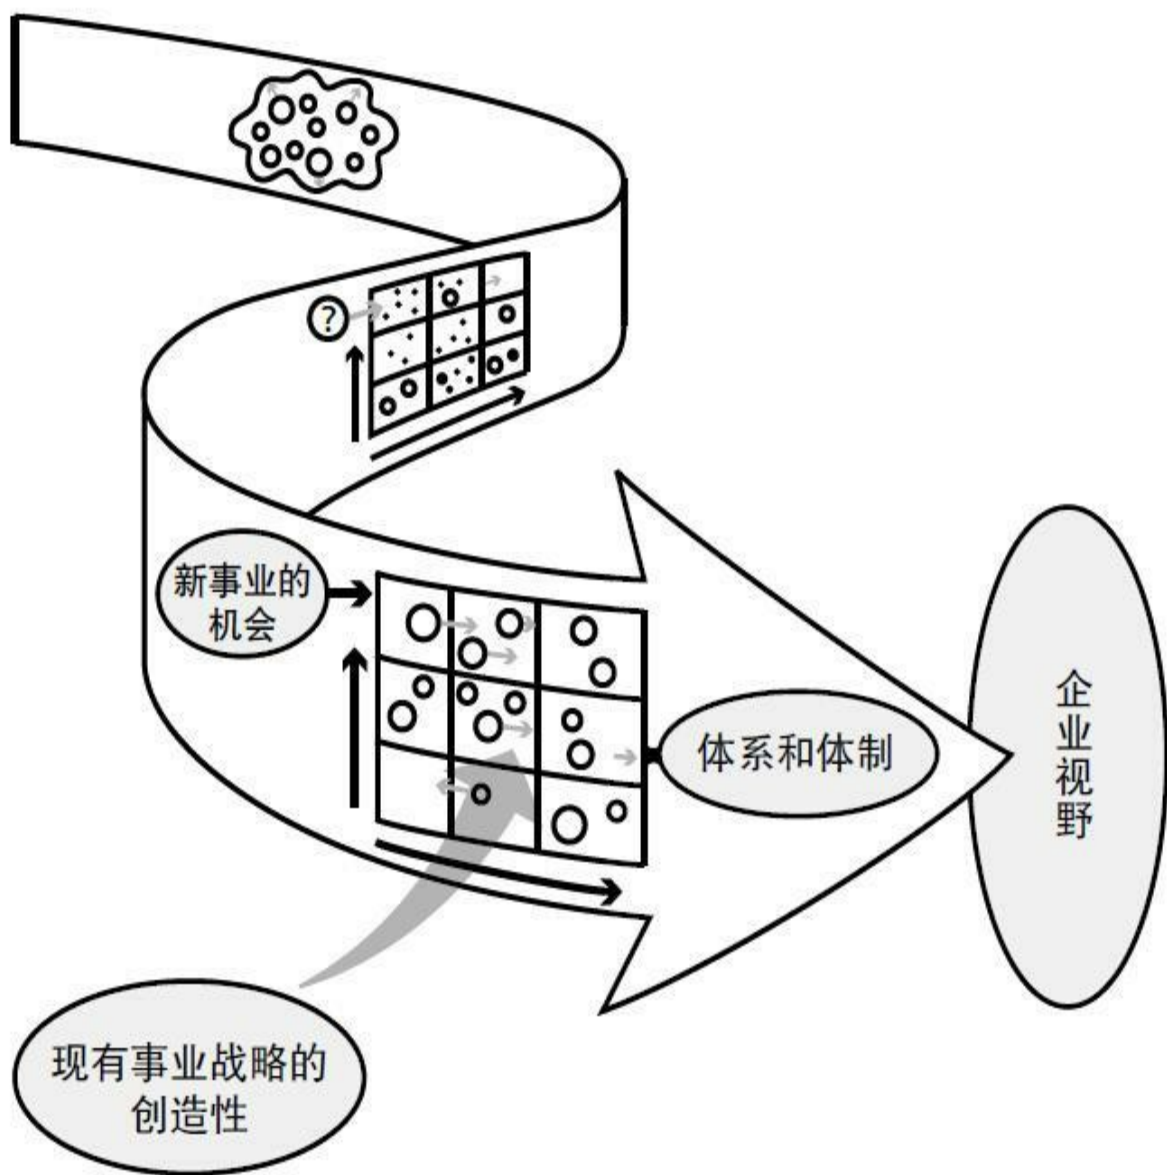 ?
新事业的
机会
体系和体制
企业视野
现有事业战略的
创造性